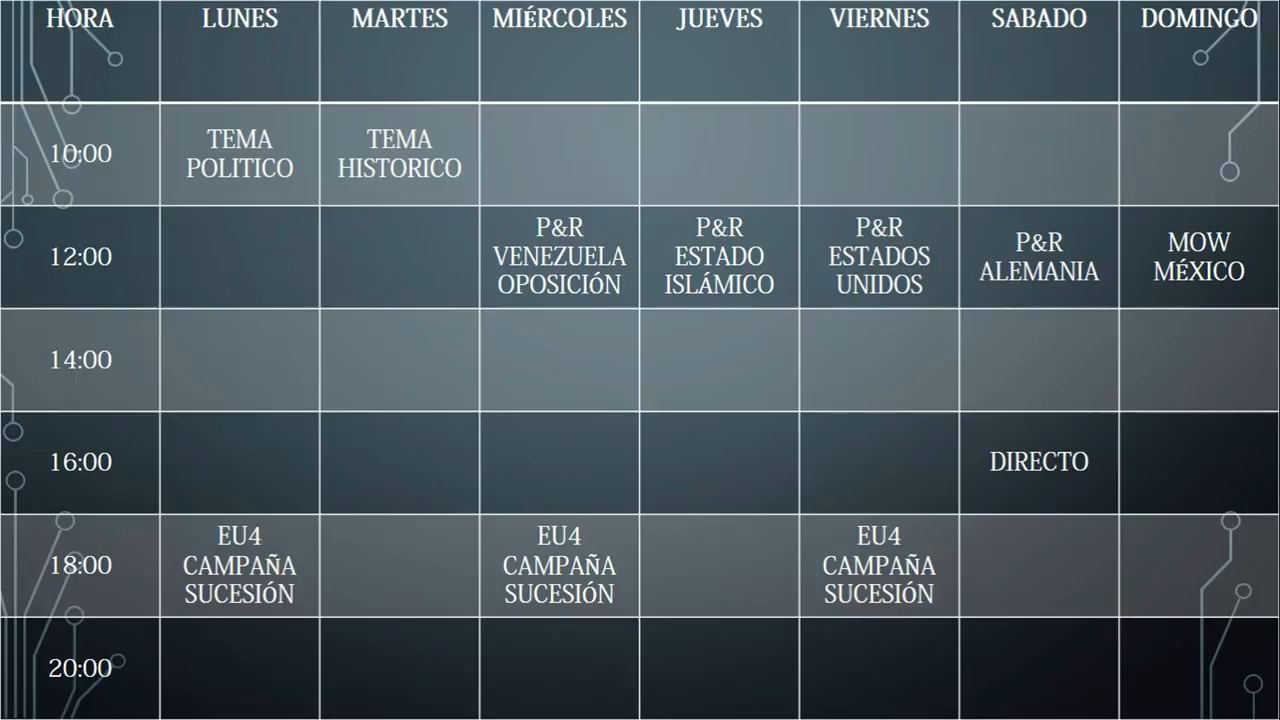 HORA LUNES MARTES MIÉRCOLES JUEVES VIERNES SABADO DOMINGO
10:00
TEMA
POLITICO
TEMA
HISTORICO
12:00
P&R
VENEZUELA
OPOSICIÓN
P&R
ESTADO
ISLÁMICO
P&R
ESTADOS
UNIDOS
P&R
ALEMANIA
MOW
MÉXICO
14:00
16:00
DIRECTO
18:00
EU4
CAMPAÑA
SUCESIÓN
EU4
CAMPAÑA
SUCESIÓN
EU4
CAMPAÑA
SUCESIÓN
20:00